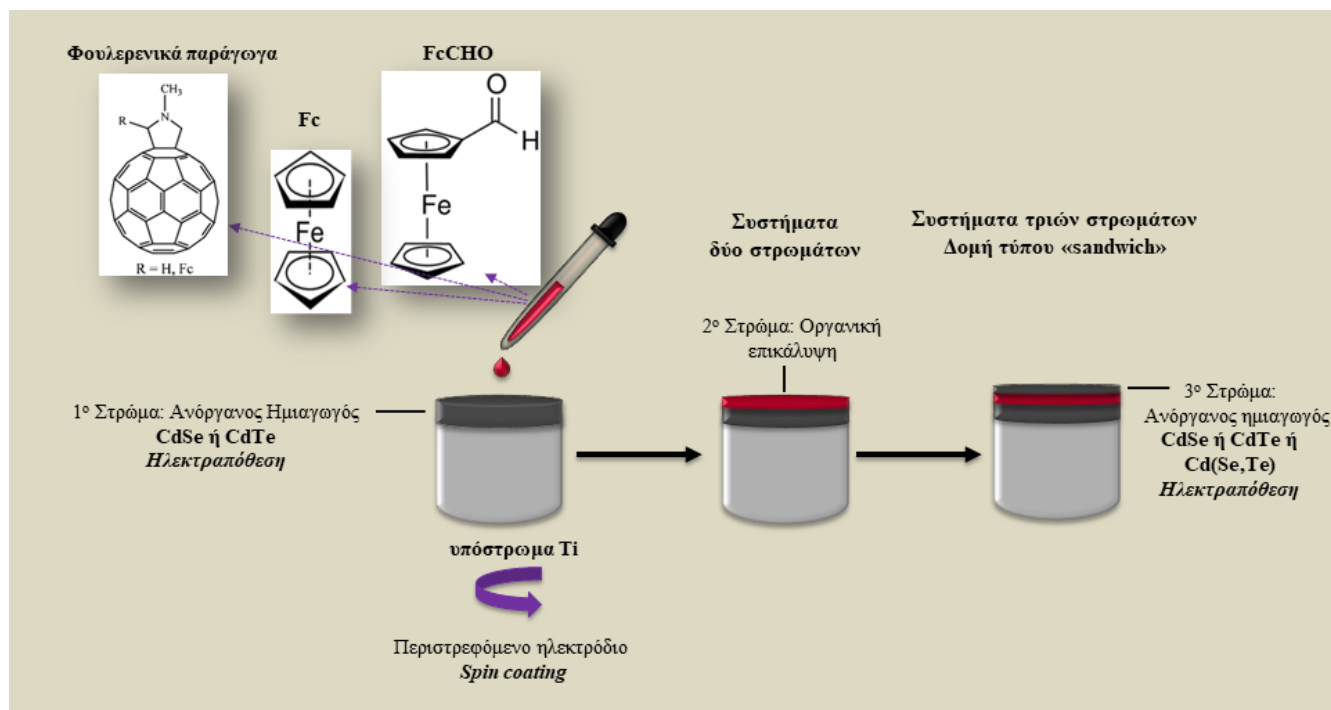 Φουλερενικά παράγωγα
CH₃
N
R
R = H, Fc
Fc
Fe
FcCHO
O
H
Fe
Συστήματα
δύο στρωμάτων
Συστήματα τριών στρωμάτων
Δομή τύπου «sandwich»
2ο Στρώμα: Οργανική
επικάλυψη
1ο Στρώμα: Ανόργανος Ημιαγωγός
CdSe ή CdTe
Ηλεκτραπόθεση
3ο Στρώμα:
Ανόργανος ημιαγωγός
CdSe ή CdTe ή
Cd(Se,Te)
Ηλεκτραπόθεση
υπόστρωμα Ti
Περιστρεφόμενο ηλεκτρόδιο
Spin coating